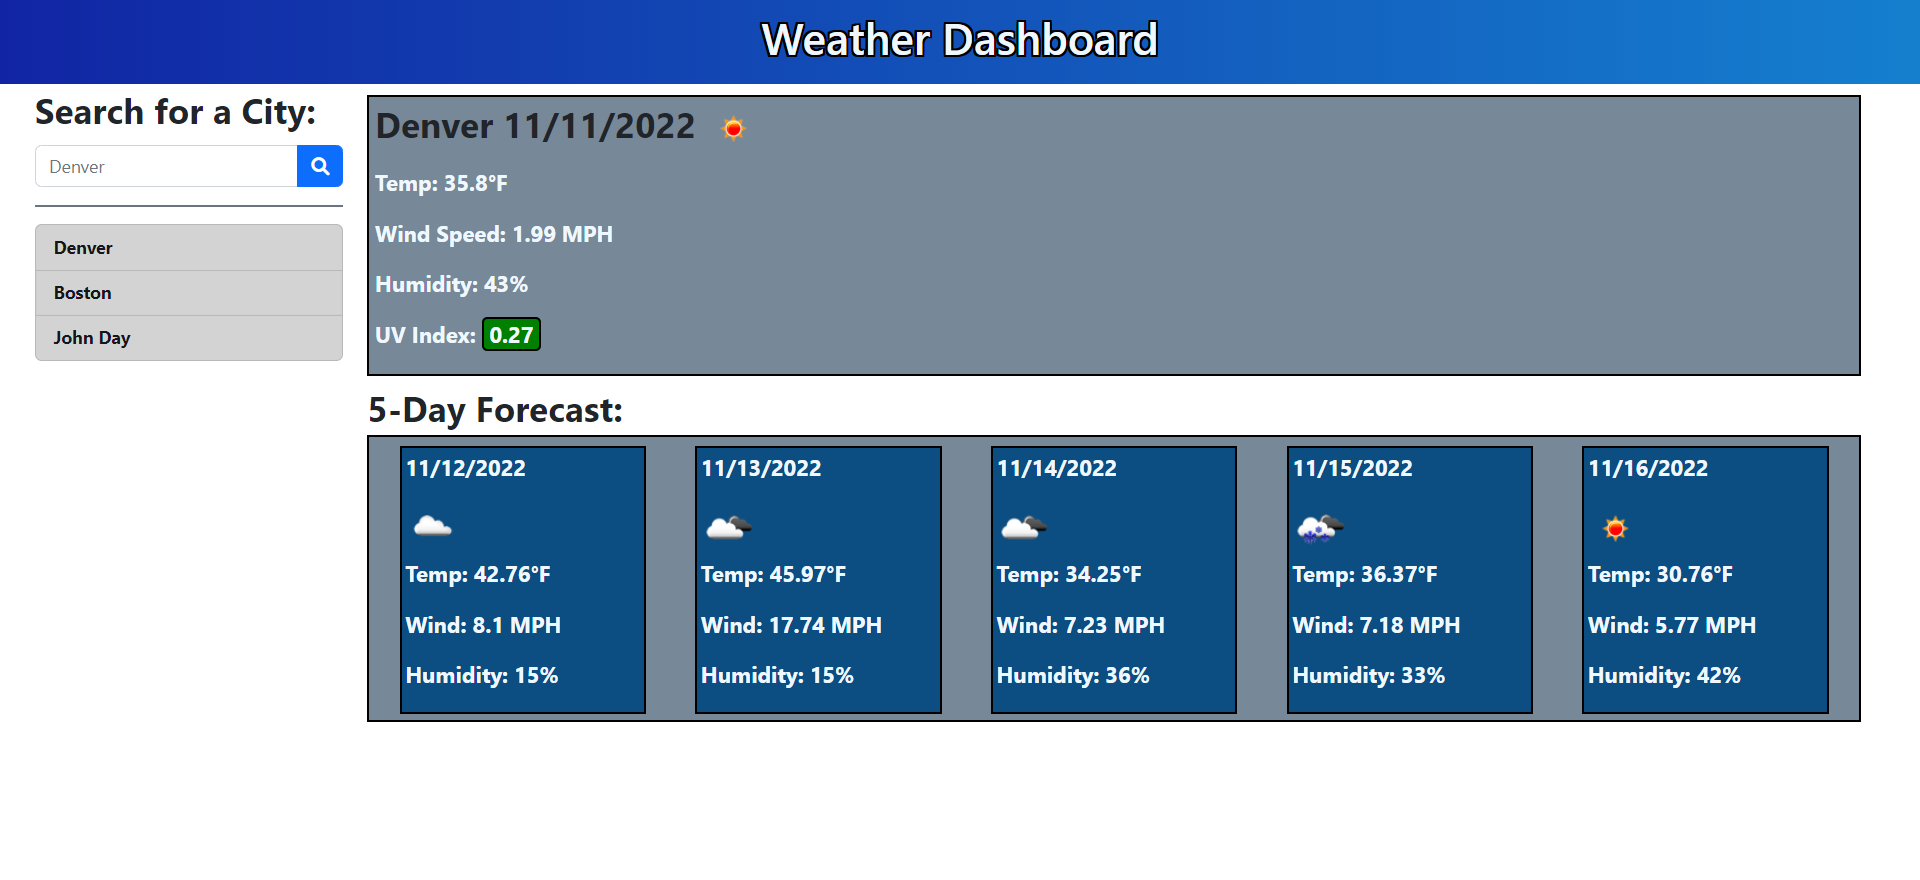 Weather Dashboard
Search for a City:
Denver
Denver
Boston
John Day
Denver 11/11/2022
Temp: 35.8°F
Wind Speed: 1.99 MPH
Humidity: 43%
UV Index: 0.27
5-Day Forecast:
11/12/2022
Temp: 42.76°F
Wind: 8.1 MPH
Humidity: 15%
11/13/2022
Temp: 45.97°F
Wind: 17.74 MPH
Humidity: 15%
11/14/2022
Temp: 34.25°F
Wind: 7.23 MPH
Humidity: 36%
11/15/2022
Temp: 36.37°F
Wind: 7.18 MPH
Humidity: 33%
11/16/2022
Temp: 30.76°F
Wind: 5.77 MPH
Humidity: 42%